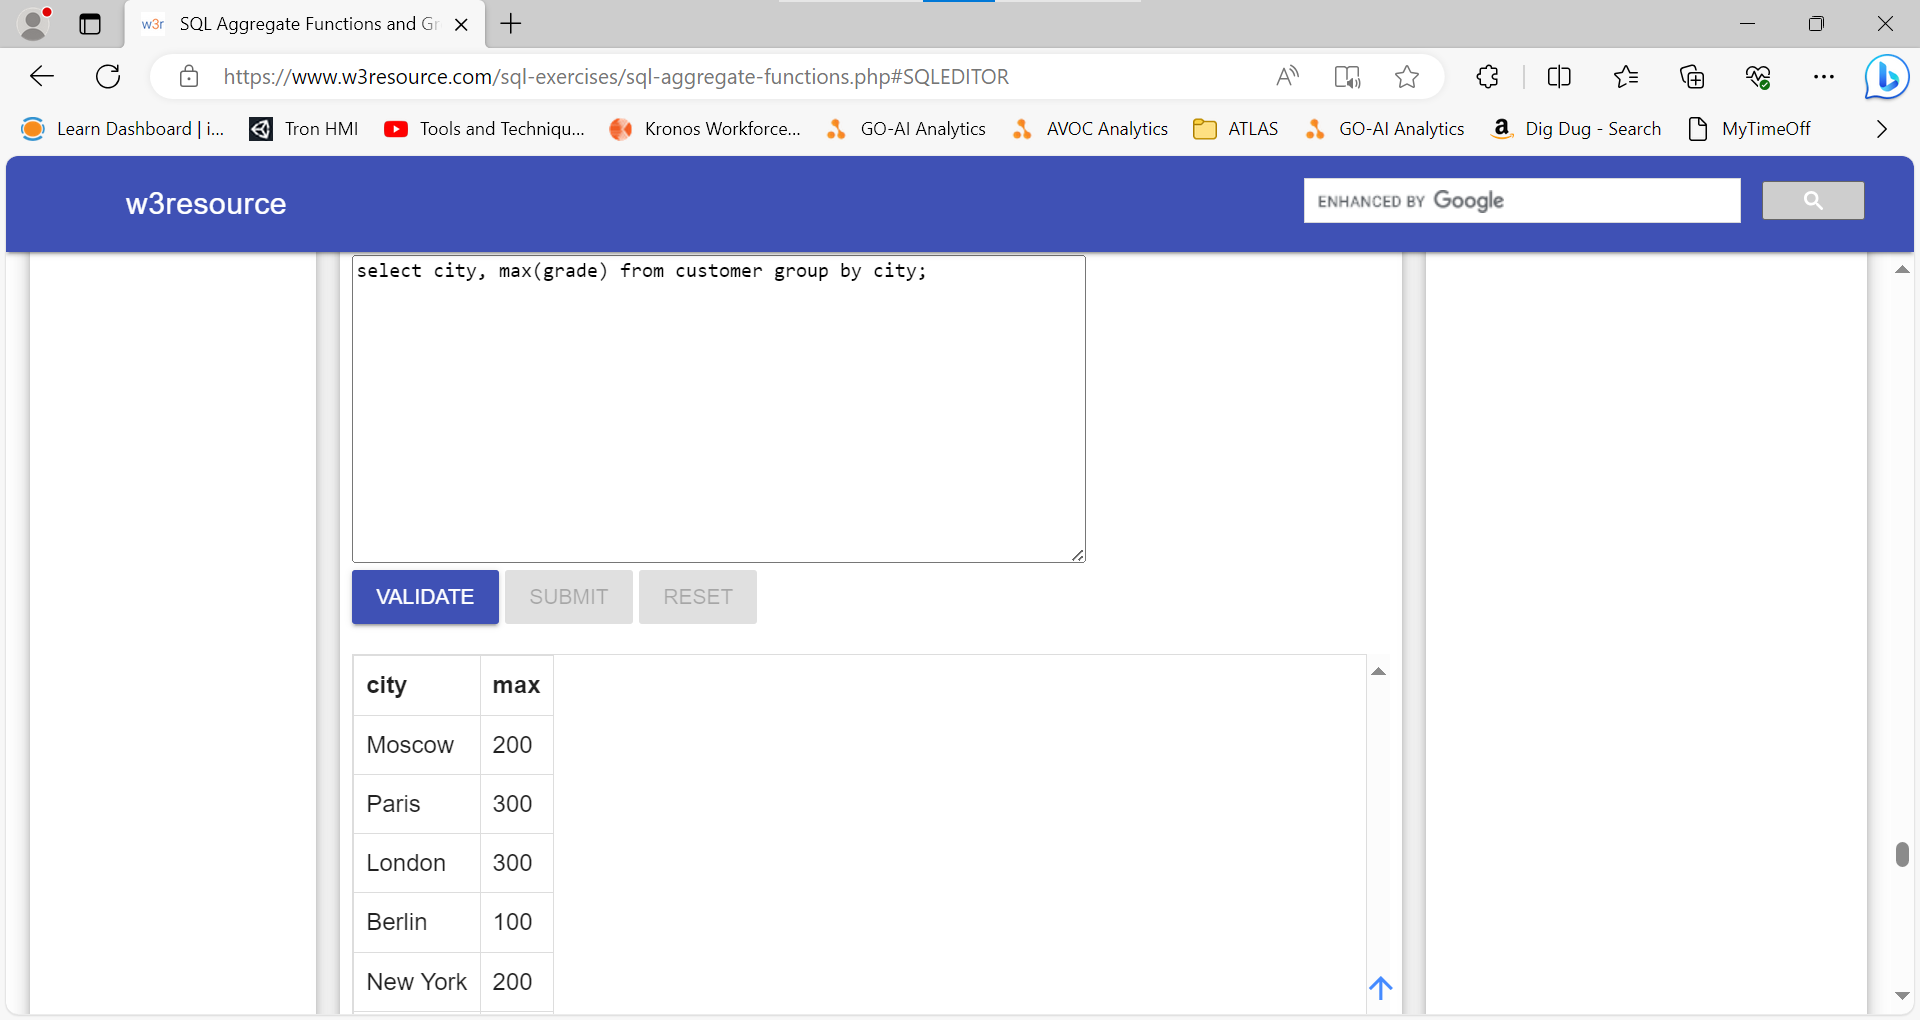 w3r SQL Aggregate Functions and Gr
https://www.w3resource.com/sql-exercises/sql-aggregate-functions.php#SQLEDITOR
Learn Dashboard | i... Tron HMI Tools and Techniqu... Kronos Workforce... GO-AI Analytics AVOC Analytics ATLAS GO-AI Analytics Dig Dug - Search MyTimeOff
w3resource ENHANCED BY Google
select city, max(grade) from customer group by city;
VALIDATE SUBMIT RESET
city max
Moscow 200
Paris 300
London 300
Berlin 100
New York 200